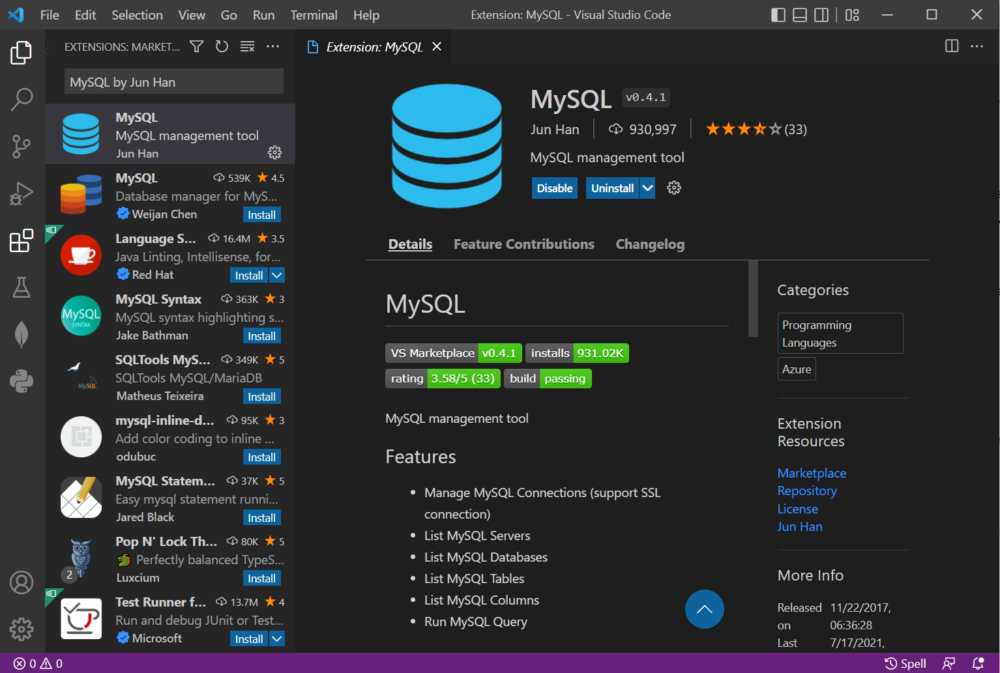 File Edit Selection View Go Run Terminal Help
Extension: MySQL - Visual Studio Code
EXTENSIONS: MARKET...
MySQL by Jun Han
MySQL
MySQL management tool
Jun Han
MySQL 539K 4.5
Database manager for MyS...
Weijan Chen Install
Language S... 16.4M 3.5
Java Linting, Intellisense, for...
Red Hat Install
MySQL
SYNTAX
MySQL Syntax 363K 3
MySQL syntax highlighting s...
Jake Bathman Install
SQLTools MyS... 349K 5
SQLTools MySQL/MariaDB
MySQL
Matheus Teixeira Install
mysql-inline-d... 95K 3
Add color coding to inline ...
odubuc Install
MySQL Statem... 37K 5
Easy mysql statement runni...
Jared Black Install
Pop N' Lock Th... 80K 5
Perfectly balanced TypeS...
2
Luxcium Install
Test Runner f... 13.7M 4
Run and debug JUnit or Test...
Microsoft Install
Extension: MySQL
MySQL v0.4.1
Jun Han 930,997 (33)
MySQL management tool
Disable Uninstall
Details Feature Contributions Changelog
MySQL
VS Marketplace v0.4.1 installs 931.02K
rating 3.58/5 (33) build passing
MySQL management tool
Features
• Manage MySQL Connections (support SSL
connection)
• List MySQL Servers
• List MySQL Databases
• List MySQL Tables
• List MySQL Columns
• Run MySQL Query
Categories
Programming
Languages
Azure
Extension
Resources
Marketplace
Repository
License
Jun Han
More Info
Released 11/22/2017,
on 06:36:28
Last 7/17/2021,
0 0
Spell